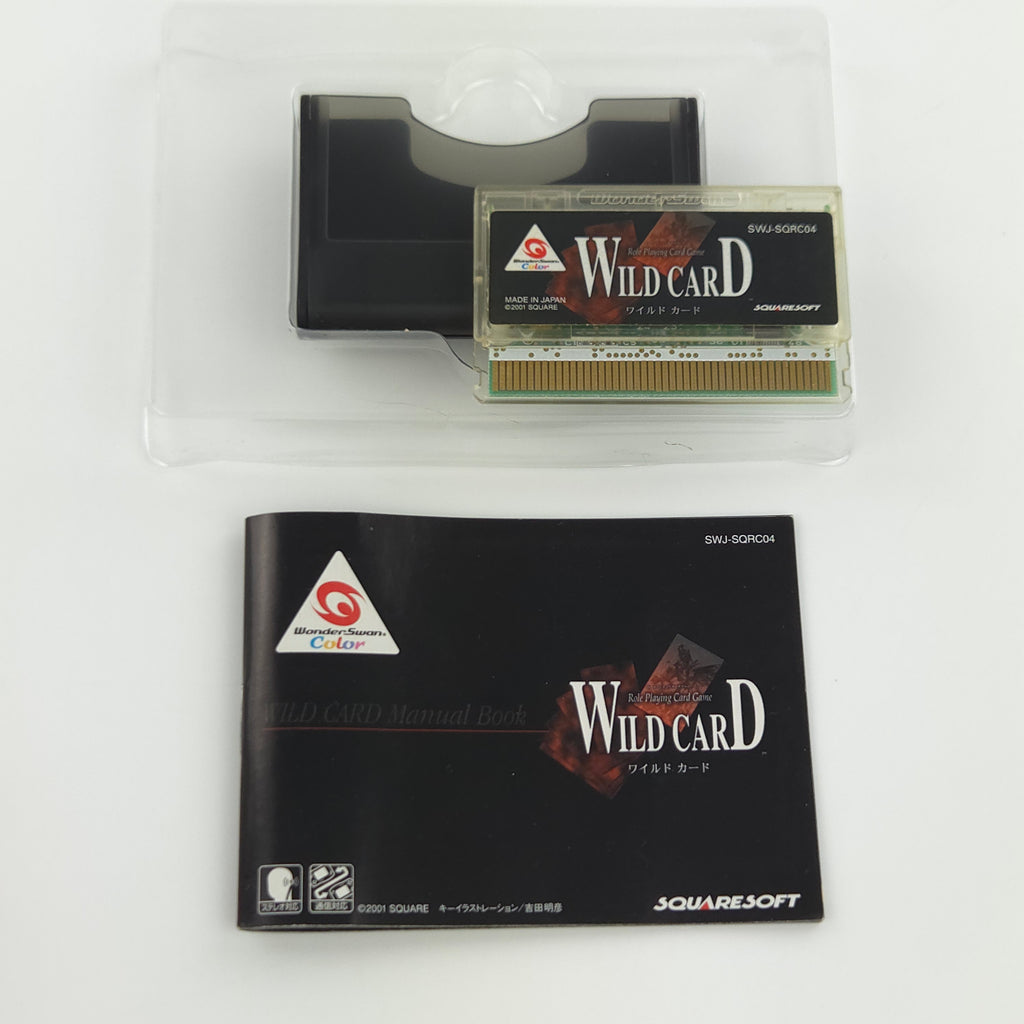 WonderSwan
SWJ-SQRC04
WonderSwan
Color
Role Playing Card Game
WILD CARD
ワイルド カード
MADE IN JAPAN
©2001 SQUARE
SQUARESOFT
SWJ-SQRC04
WonderSwan®
Color
WILD CARD Manual Book
Role Playing Card Game
WILD CARD™
ワイルド カード
ステレオ対応
通信対応
©2001 SQUARE キーイラストレーション/吉田明彦
SQUARESOFT